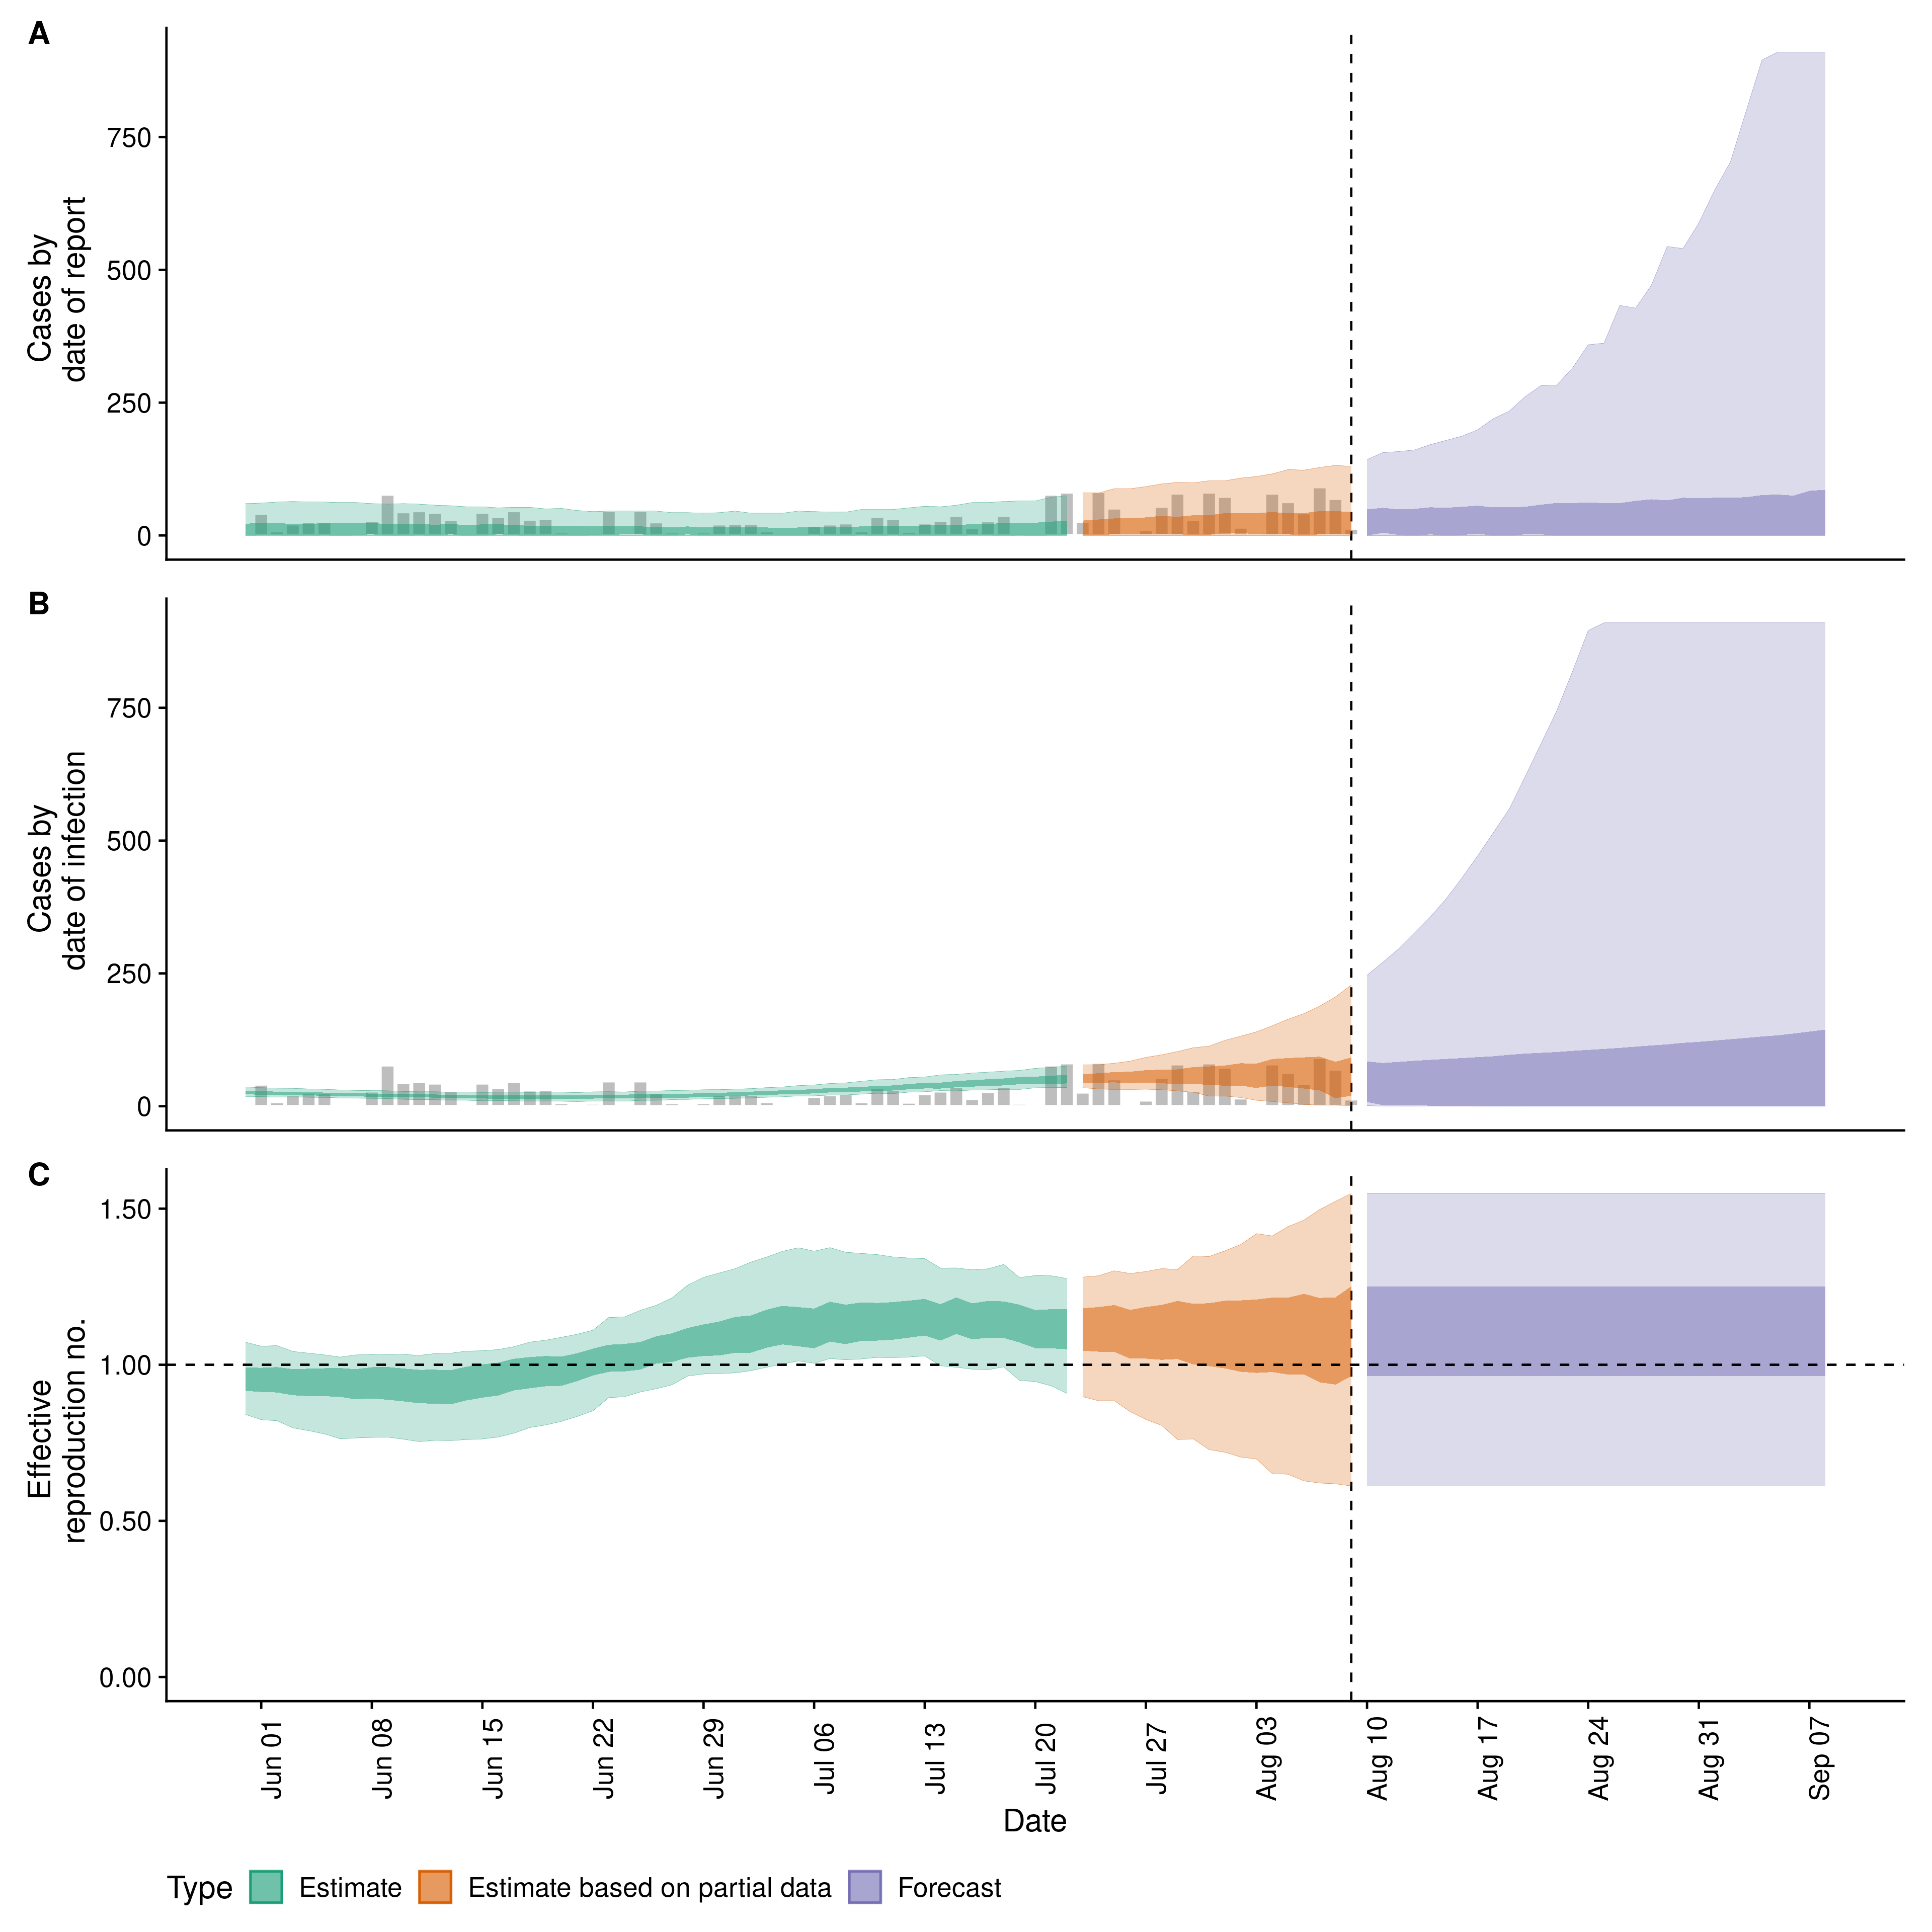 A
Cases by
date of report
750
500
250
0
B
Cases by
date of infection
750
500
250
0
C
Effective
reproduction no.
1.50
1.00
0.50
0.00
Jun 01
Jun 08
Jun 15
Jun 22
Jun 29
Jul 06
Jul 13
Jul 20
Jul 27
Aug 03
Aug 10
Aug 17
Aug 24
Aug 31
Sep 07
Date
Type Estimate Estimate based on partial data Forecast